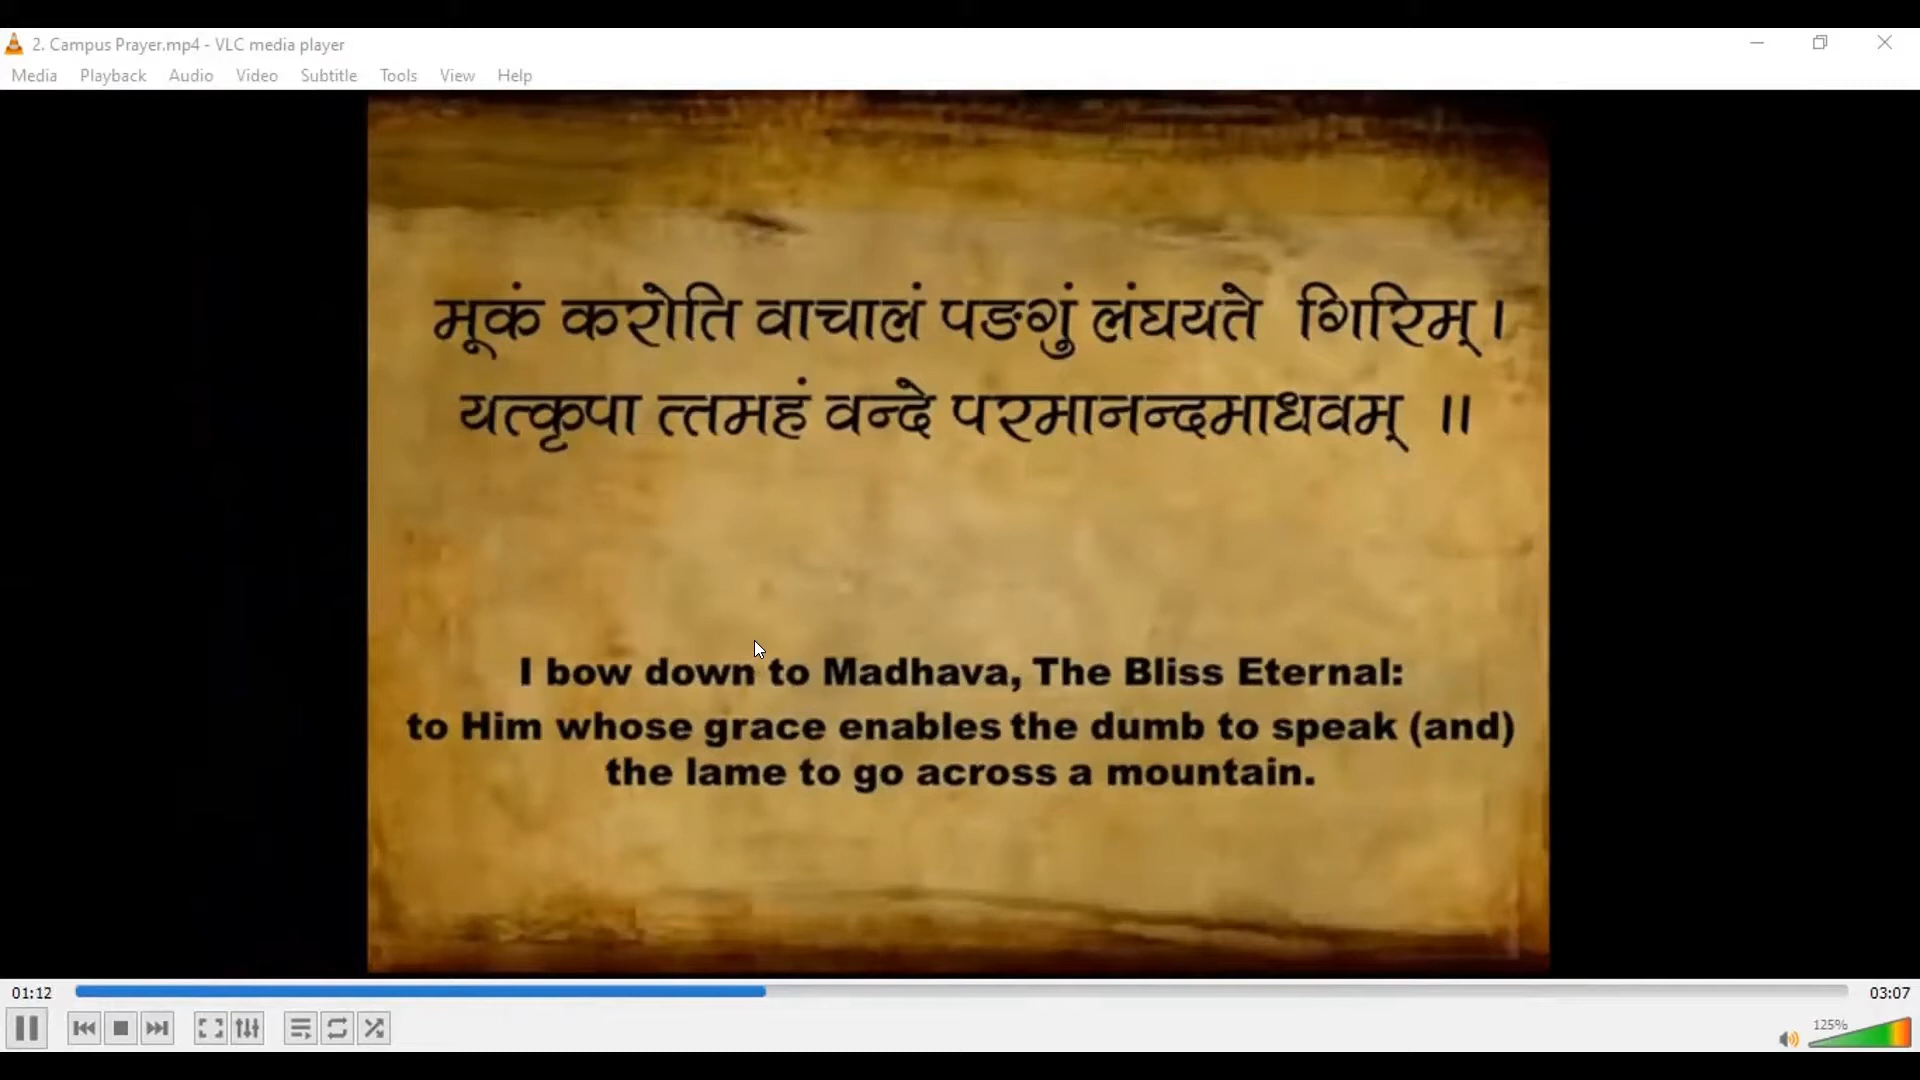 2. Campus Prayer.mp4 - VLC media player
Media Playback Audio Video Subtitle Tools View Help
मूकं करोति वाचालं पङगुं लंघयते गिरिम् ।
यत्कृपा त्तमहं वन्दे परमानन्दमाधवम् ॥
I bow down to Madhava, The Bliss Eternal:
to Him whose grace enables the dumb to speak (and)
the lame to go across a mountain.
01:12 03:07
125%